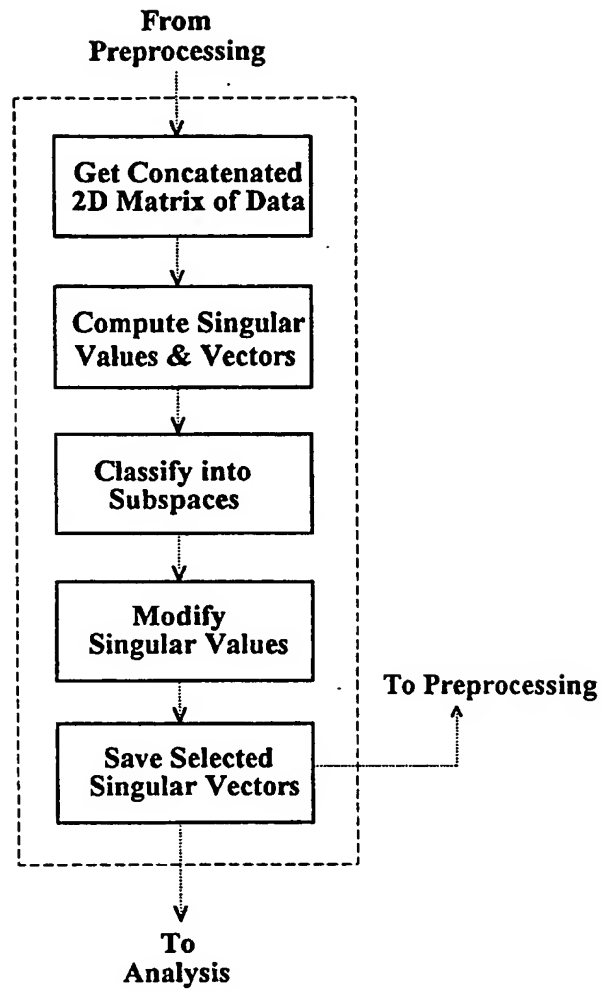 From
Preprocessing
Get Concatenated
2D Matrix of Data
Compute Singular
Values & Vectors
Classify into
Subspaces
Modify
Singular Values
To Preprocessing
Save Selected
Singular Vectors
To
Analysis